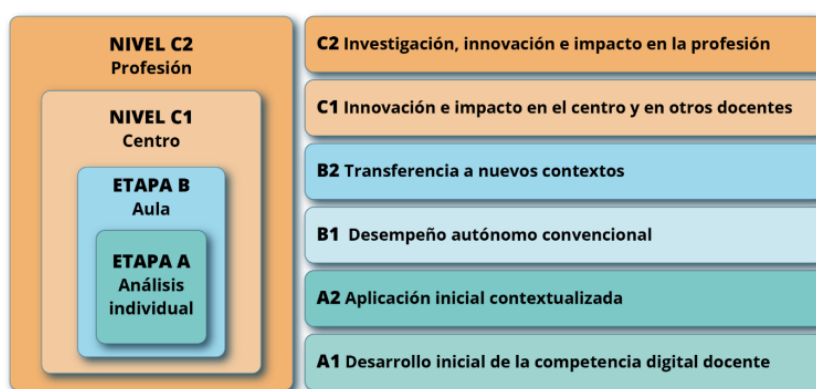 NIVEL C2
Profesión
NIVEL C1
Centro
ETAPA B
Aula
ETAPA A
Análisis
individual
C2 Investigación, innovación e impacto en la profesión
C1 Innovación e impacto en el centro y en otros docentes
B2 Transferencia a nuevos contextos
B1 Desempeño autónomo convencional
A2 Aplicación inicial contextualizada
A1 Desarrollo inicial de la competencia digital docente